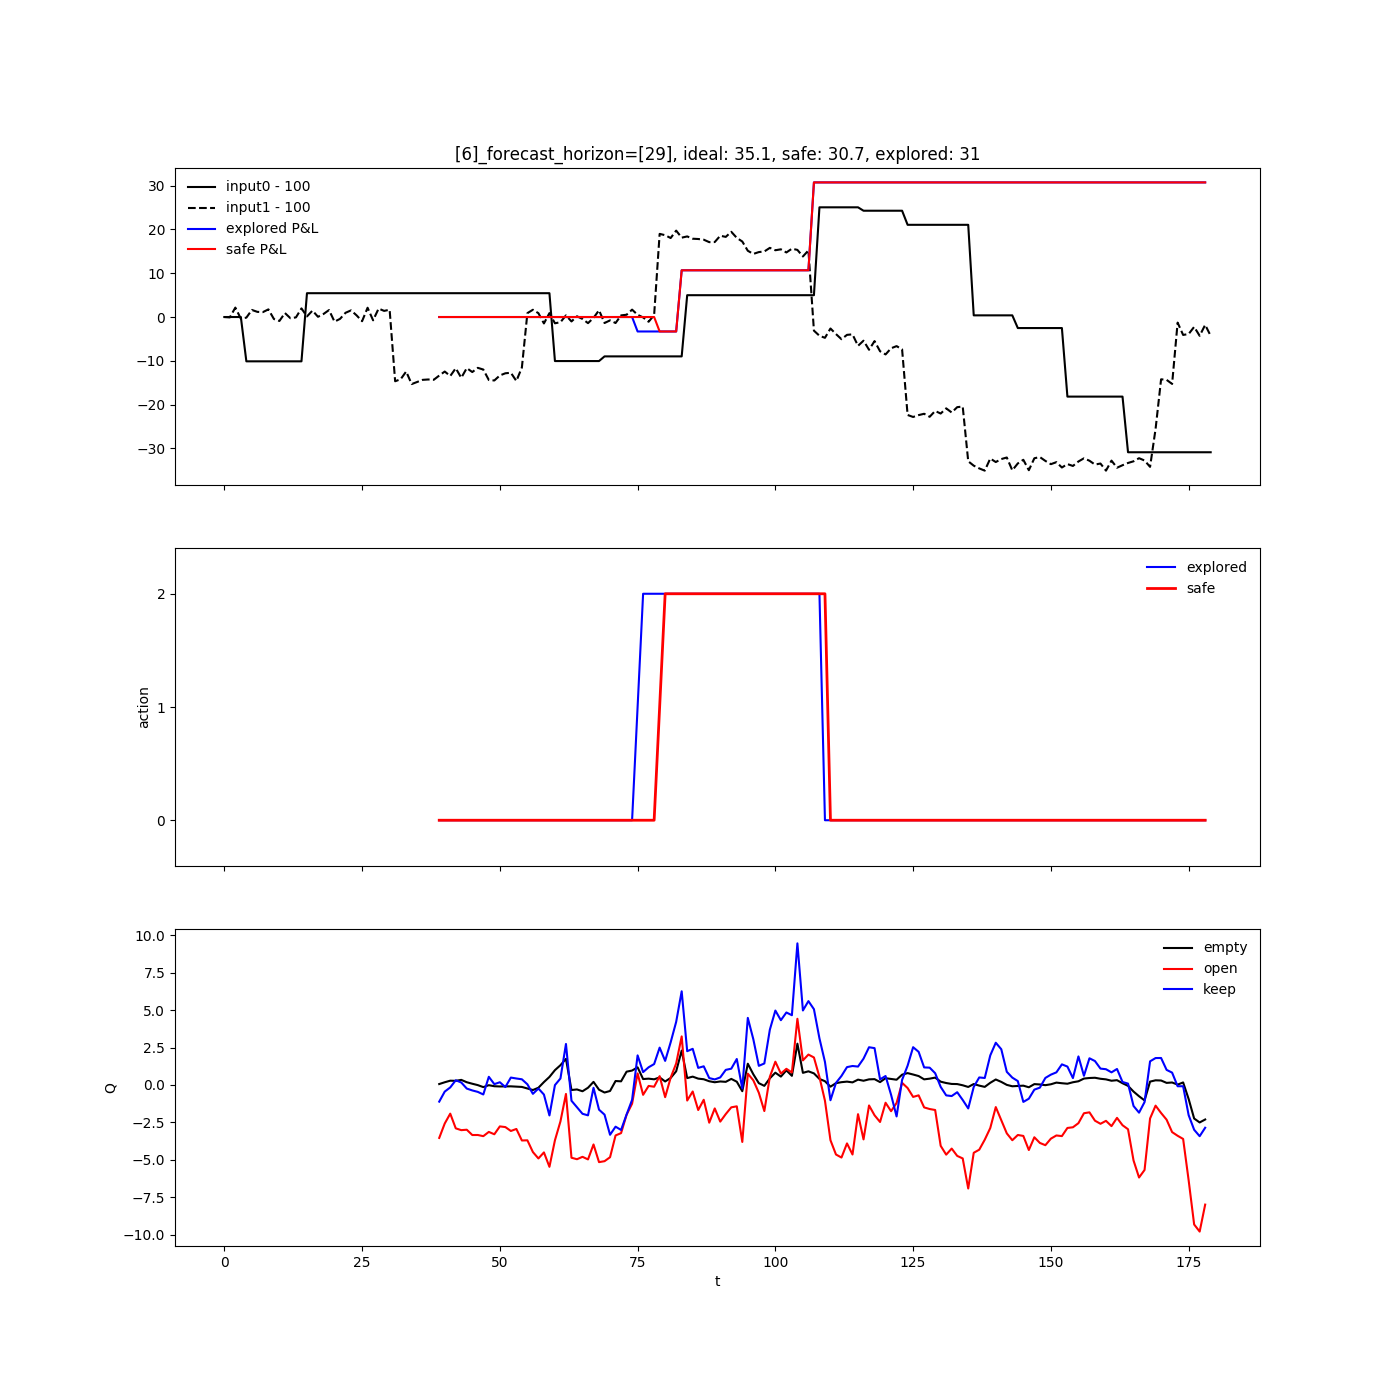 [6]_forecast_horizon=[29], ideal: 35.1, safe: 30.7, explored: 31
30
20
10
0
−10
−20
−30
input0 - 100
input1 - 100
explored P&L
safe P&L
2
1
0
action
explored
safe
10.0
7.5
5.0
2.5
0.0
−2.5
−5.0
−7.5
−10.0
Q
empty
open
keep
0 25 50 75 100 125 150 175
t